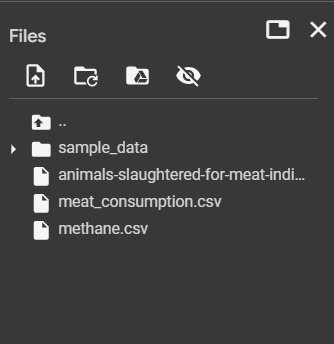 Files
..
sample_data
animals-slaughtered-for-meat-indi...
meat_consumption.csv
methane.csv